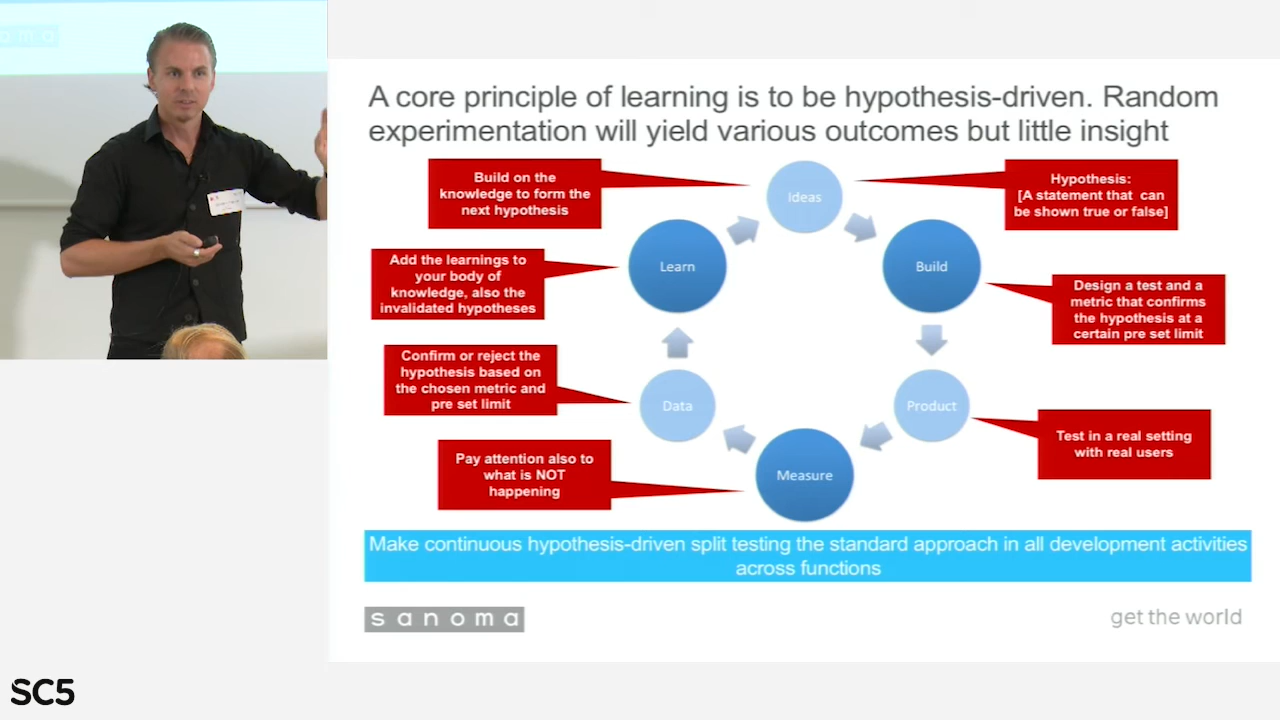 A core principle of learning is to be hypothesis-driven. Random
experimentation will yield various outcomes but little insight
Build on the
knowledge to form the
next hypothesis
Ideas
Hypothesis:
[A statement that can
be shown true or false]
Learn
Build
Add the learnings to
your body of
knowledge, also the
invalidated hypotheses
Design a test and a
metric that confirms
the hypothesis at a
certain pre set limit
Confirm or reject the
hypothesis based on
the chosen metric and
pre set limit
Data
Product
Test in a real setting
with real users
Pay attention also to
what is NOT
happening
Measure
Make continuous hypothesis-driven split testing the standard approach in all development activities
across functions
sanoma
get the world
SC5